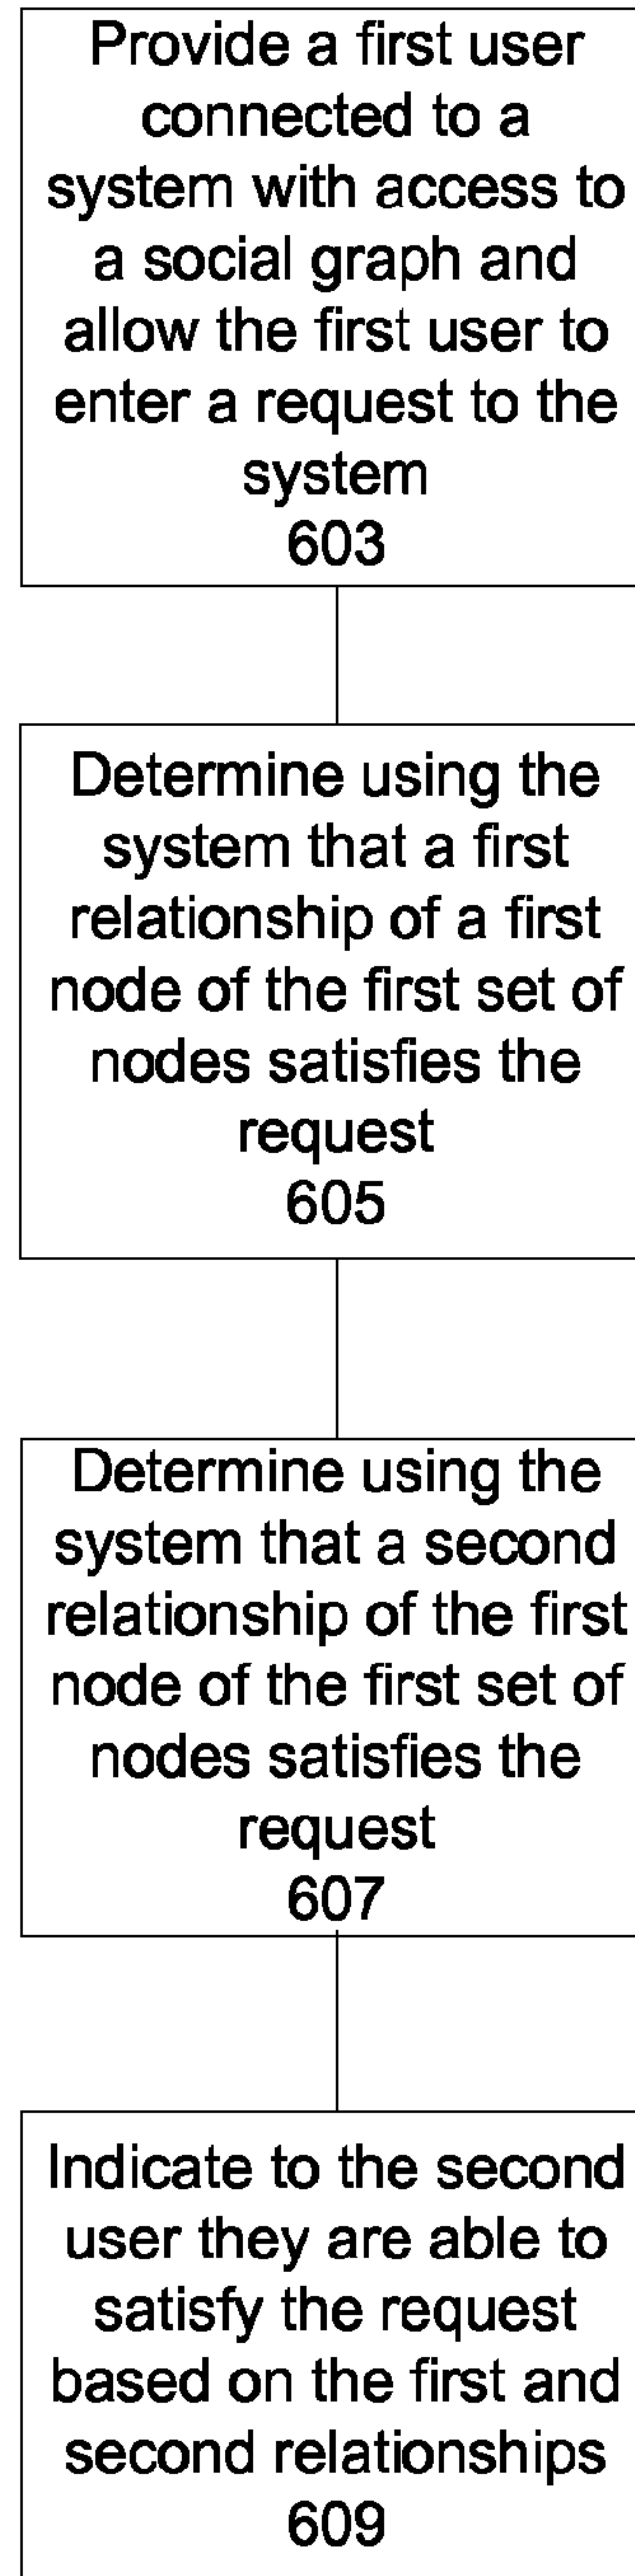 Provide a first user
connected to a
system with access to
a social graph and
allow the first user to
enter a request to the
system
603
Determine using the
system that a first
relationship of a first
node of the first set of
nodes satisfies the
request
605
Determine using the
system that a second
relationship of the first
node of the first set of
nodes satisfies the
request
607
Indicate to the second
user they are able to
satisfy the request
based on the first and
second relationships
609